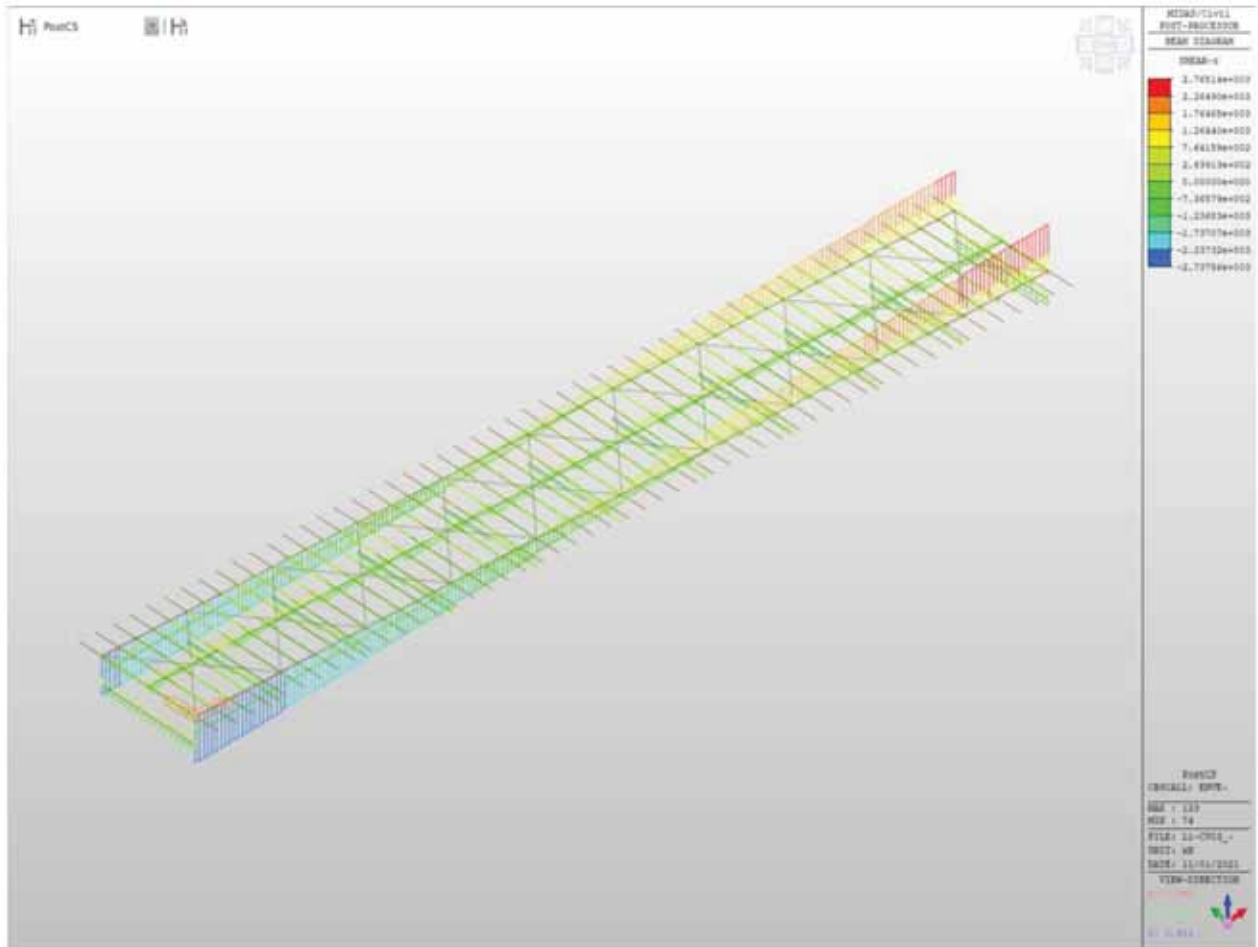 PostCS
MIDAS/Civil
POST-PROCESSOR
BEAM DIAGRAM
SHEAR-z
2.76514e+003
2.26490e+003
1.76465e+003
1.26440e+003
7.64159e+002
2.63913e+002
0.00000e+000
-7.36579e+002
-1.23683e+003
-1.73707e+003
-2.23732e+003
-2.73756e+003
PostCS
MAX : 133
MIN : 74
UNIT: kN
DATE: 11/01/2021
VIEW-DIRECTION